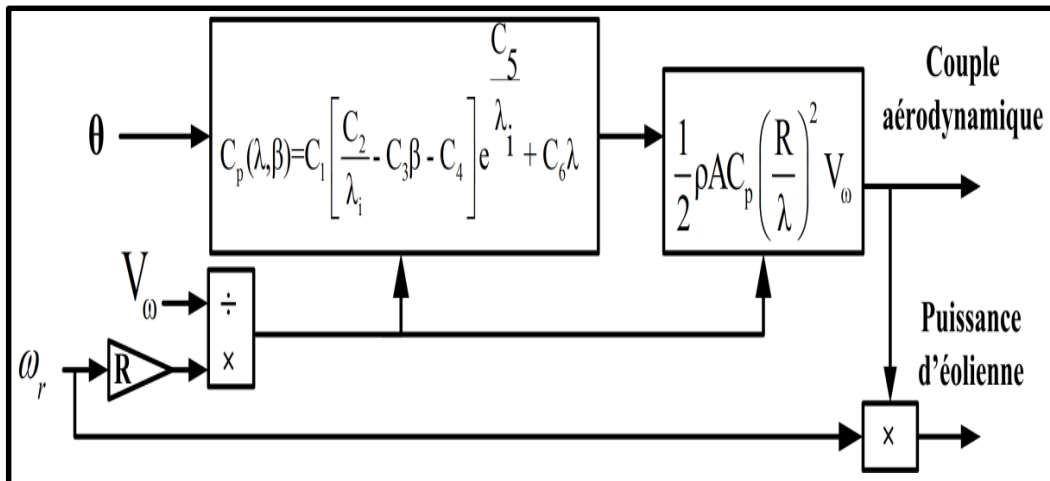 θ
C_p(λ,β)=C_1[C_2/λ_i - C_3β - C_4]e^(C_5/λ_i) + C_6λ
1/2 ρAC_p (R/λ)^2 V_ω
Couple
aérodynamique
V_ω
÷
×
ω_r
R
Puissance
d'éolienne
×